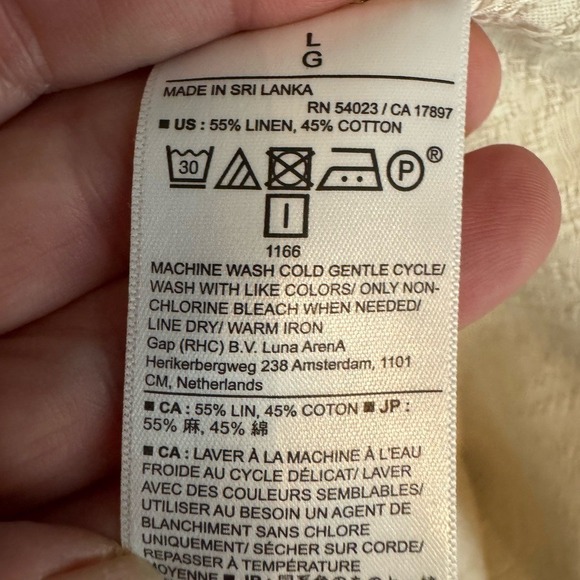 L
G
MADE IN SRI LANKA
RN 54023 / CA 17897
■ US : 55% LINEN, 45% COTTON
30 P®
1166
MACHINE WASH COLD GENTLE CYCLE/
WASH WITH LIKE COLORS/ ONLY NON-
CHLORINE BLEACH WHEN NEEDED/
LINE DRY/ WARM IRON
Gap (RHC) B.V. Luna ArenA
Herikerbergweg 238 Amsterdam, 1101
CM, Netherlands
■ CA : 55% LIN, 45% COTON ■ JP :
55% 麻, 45% 綿
■ CA : LAVER À LA MACHINE À L'EAU
FROIDE AU CYCLE DÉLICAT/ LAVER
AVEC DES COULEURS SEMBLABLES/
UTILISER AU BESOIN UN AGENT DE
BLANCHIMENT SANS CHLORE
UNIQUEMENT/ SÉCHER SUR CORDE/
REPASSER À TEMPÉRATURE
MOYENNE ■ JP :